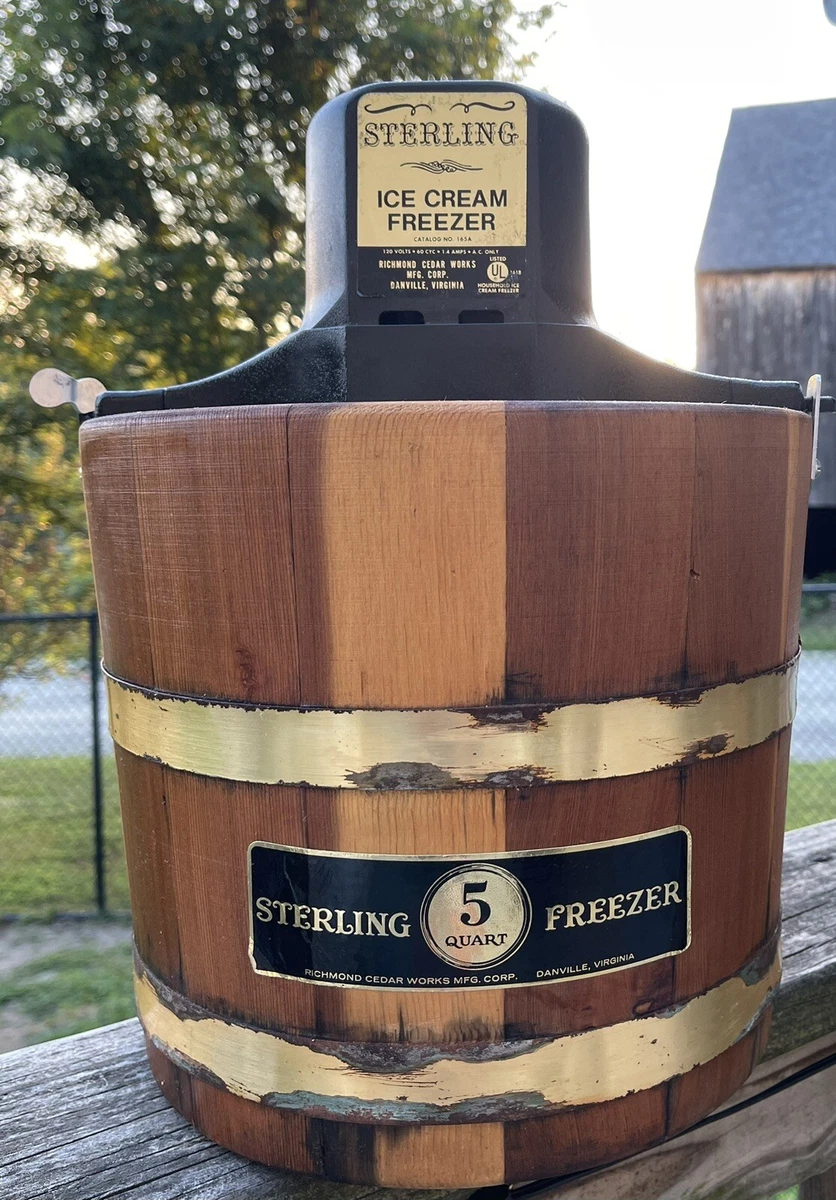 STERLING
ICE CREAM
FREEZER
CATALOG NO. 165A
120 VOLTS • 60 CYC • 1.4 AMPS • A.C. ONLY
RICHMOND CEDAR WORKS
MFG. CORP.
DANVILLE, VIRGINIA
LISTED
UL
HOUSEHOLD ICE
CREAM FREEZER
STERLING 5 QUART FREEZER
RICHMOND CEDAR WORKS MFG. CORP. DANVILLE, VIRGINIA